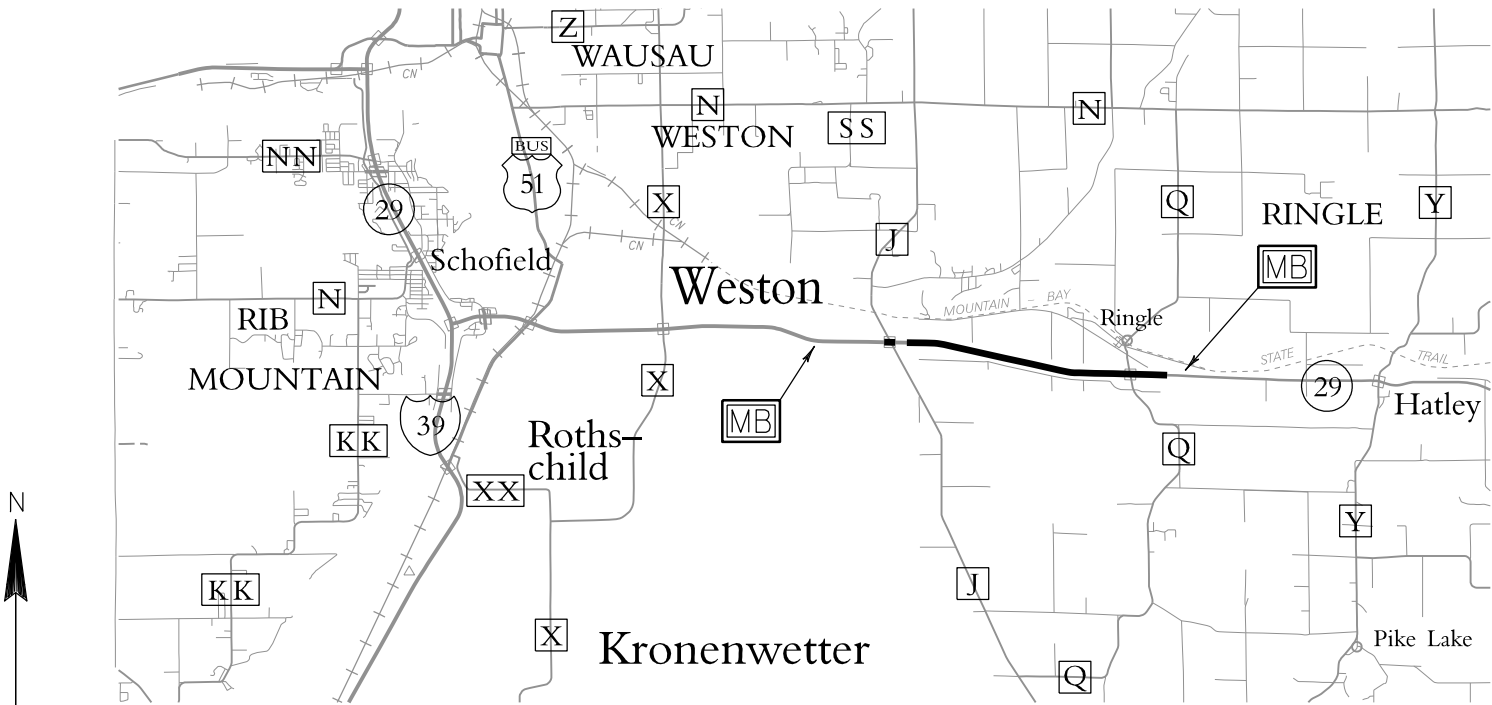 Z
WAUSAU
CN
N
N
WESTON
SS
BUS
51
NN
29
X
CN
CN
J
Q
Y
RINGLE
MB
Schofield
Weston
N
RIB
MOUNTAIN
MOUNTAIN BAY
Ringle
STATE TRAIL
29
Hatley
X
MB
39
KK
Roths–
child
XX
Q
N
Y
KK
J
X
Kronenwetter
Pike Lake
Q